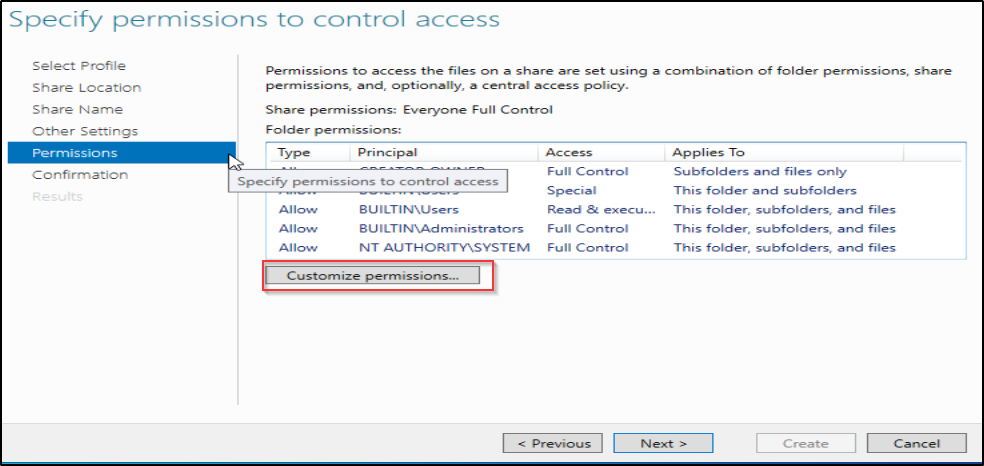 Specify permissions to control access
Select Profile
Share Location
Share Name
Other Settings
Permissions
Confirmation
Results
Permissions to access the files on a share are set using a combination of folder permissions, share
permissions, and, optionally, a central access policy.
Share permissions: Everyone Full Control
Folder permissions:
Type Principal Access Applies To
Full Control Subfolders and files only
Specify permissions to control access
Special This folder and subfolders
Allow BUILTIN\Users Read & execu... This folder, subfolders, and files
Allow BUILTIN\Administrators Full Control This folder, subfolders, and files
Allow NT AUTHORITY\SYSTEM Full Control This folder, subfolders, and files
Customize permissions...
< Previous Next > Create Cancel